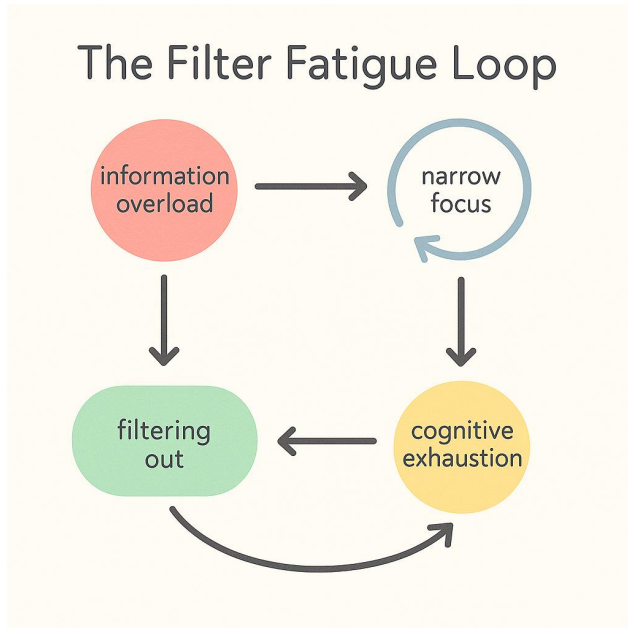 The Filter Fatigue Loop
information
overload
narrow
focus
filtering
out
cognitive
exhaustion